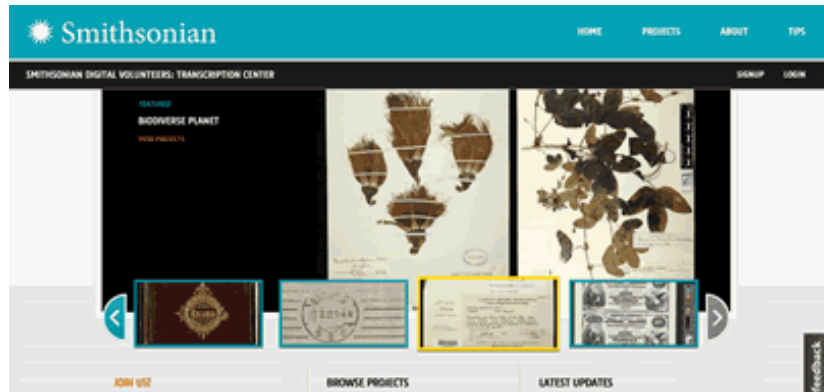 Smithsonian
HOME PROJECTS ABOUT TIPS
SMITHSONIAN DIGITAL VOLUNTEERS: TRANSCRIPTION CENTER
SIGNUP LOGIN
FEATURED
BIODIVERSE PLANET
VIEW PROJECTS
JOIN US!
BROWSE PROJECTS
LATEST UPDATES
feedback